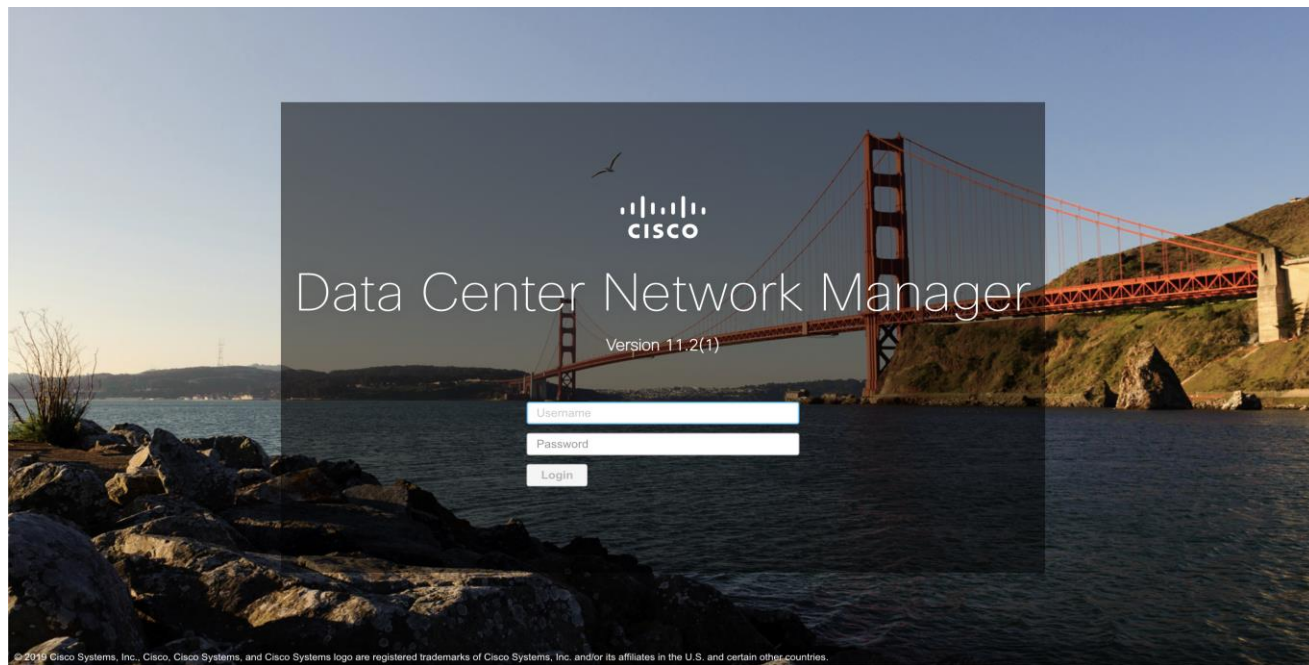 CISCO
Data Center Network Manager
Version 11.2(1)
Username
Password
Login
© 2019 Cisco Systems, Inc., Cisco, Cisco Systems, and Cisco Systems logo are registered trademarks of Cisco Systems, Inc. and/or its affiliates in the U.S. and certain other countries.